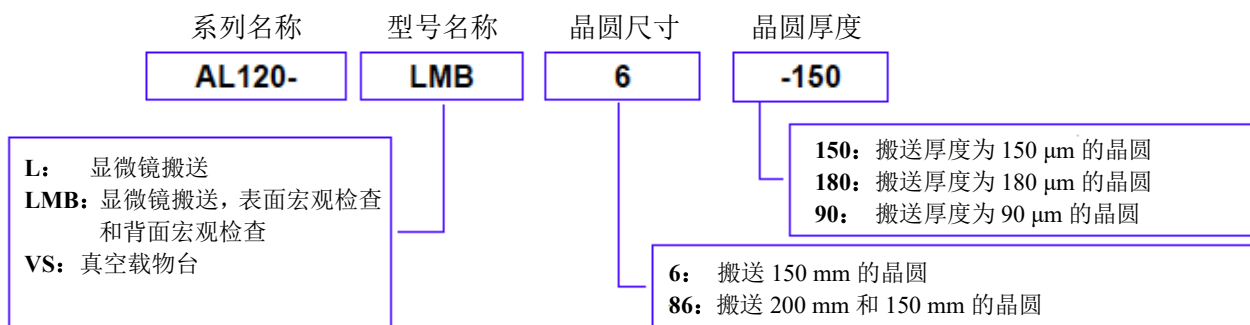 系列名称 型号名称 晶圆尺寸 晶圆厚度
AL120- LMB 6 -150
L： 显微镜搬送
LMB：显微镜搬送，表面宏观检查
和背面宏观检查
VS：真空载物台
150：搬送厚度为 150 μm 的晶圆
180：搬送厚度为 180 μm 的晶圆
90： 搬送厚度为 90 μm 的晶圆
6： 搬送 150 mm 的晶圆
86：搬送 200 mm 和 150 mm 的晶圆